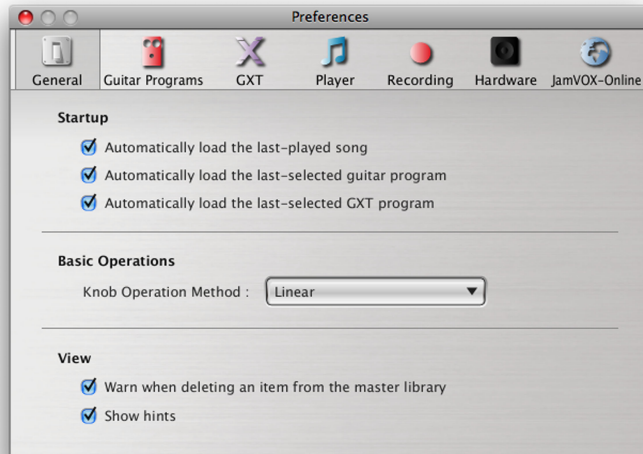 Preferences
General Guitar Programs GXT Player Recording Hardware JamVOX-Online
Startup
Automatically load the last-played song
Automatically load the last-selected guitar program
Automatically load the last-selected GXT program
Basic Operations
Knob Operation Method : Linear
View
Warn when deleting an item from the master library
Show hints